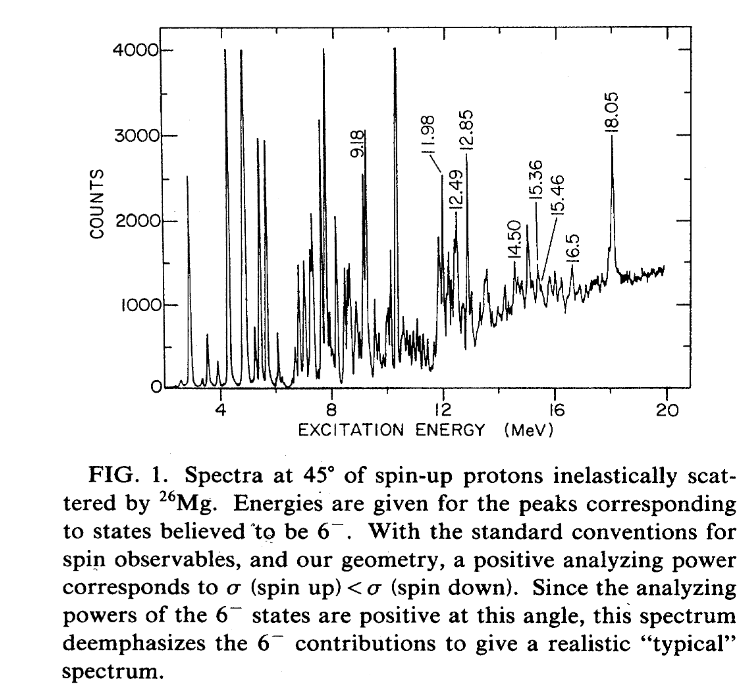 4000
3000
2000
1000
0
COUNTS
9.18
11.98
12.49
12.85
14.50
15.36
15.46
16.5
18.05
4
8
12
16
20
EXCITATION ENERGY (MeV)
FIG. 1. Spectra at 45° of spin-up protons inelastically scat-
tered by ²⁶Mg. Energies are given for the peaks corresponding
to states believed to be 6⁻. With the standard conventions for
spin observables, and our geometry, a positive analyzing power
corresponds to σ (spin up) < σ (spin down). Since the analyzing
powers of the 6⁻ states are positive at this angle, this spectrum
deemphasizes the 6⁻ contributions to give a realistic “typical”
spectrum.